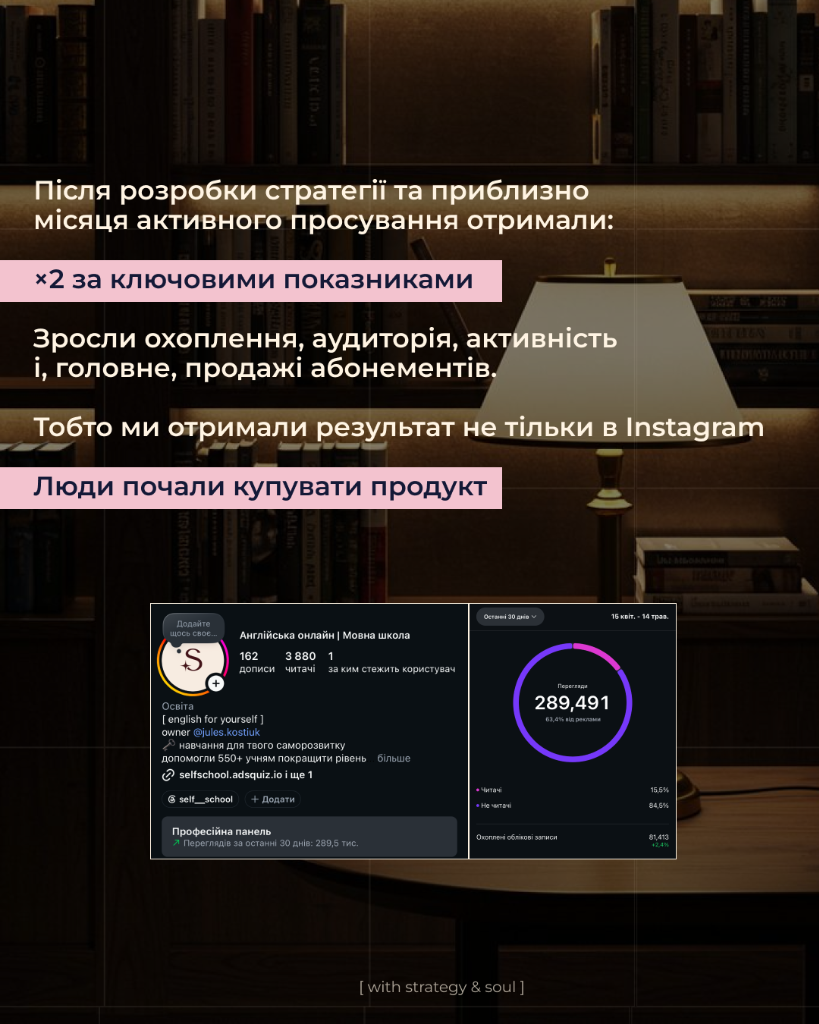 Після розробки стратегії та приблизно
місяця активного просування отримали:
×2 за ключовими показниками
Зросли охоплення, аудиторія, активність
і, головне, продажі абонементів.
Тобто ми отримали результат не тільки в Instagram
Люди почали купувати продукт
Додайте
щось своє...
S
Англійська онлайн | Мовна школа
162 3 880 1
дописи читачі за ким стежить користувач
Освіта
[ english for yourself ]
owner @jules.kostiuk
🗝️ навчання для твого саморозвитку
допомогли 550+ учням покращити рівень більше
selfschool.adsquiz.io і ще 1
self__school
+ Додати
Професійна панель
Переглядів за останні 30 днів: 289,5 тис.
Останні 30 днів
15 квіт. - 14 трав.
Перегляди
289,491
63,4% від реклами
Читачі 15,5%
Не читачі 84,5%
Охоплені облікові записи 81,413
+2,4%
[ with strategy & soul ]